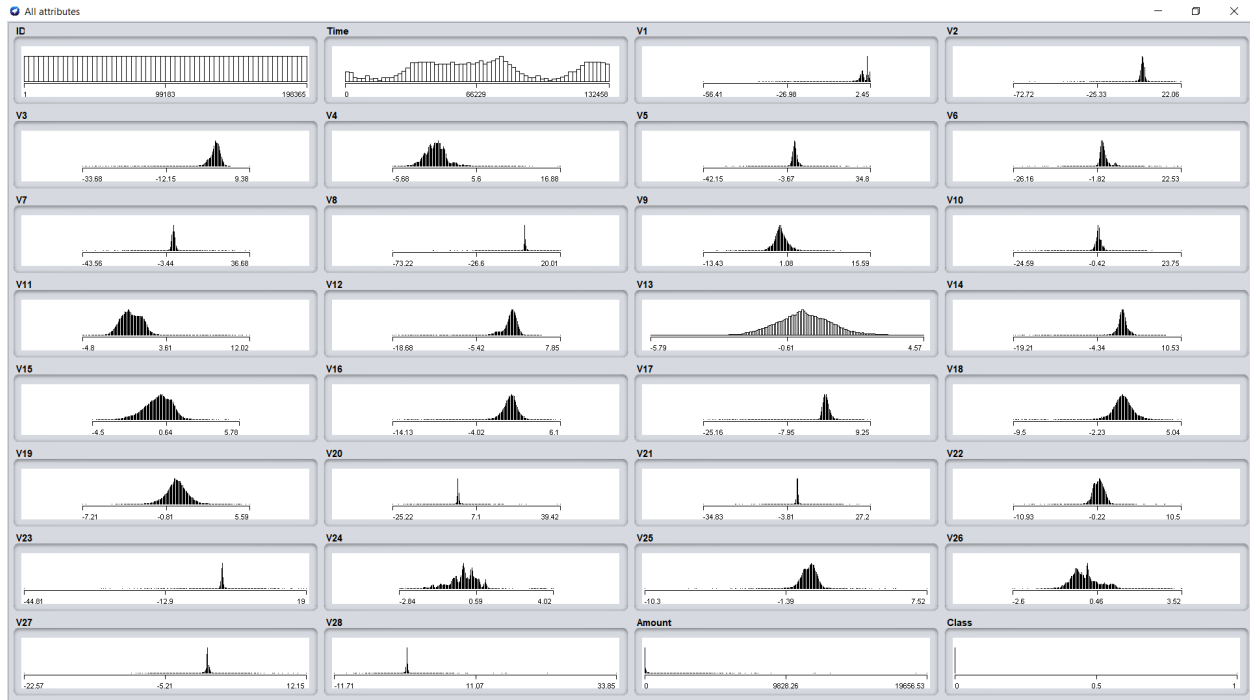 All attributes
ID Time V1 V2
1 99183 198365 0 66229 132458 -56.41 -26.98 2.45 -72.72 -25.33 22.06
V3 V4 V5 V6
-33.68 -12.15 9.38 -5.68 5.6 16.88 -42.15 -3.67 34.8 -26.16 -1.82 22.53
V7 V8 V9 V10
-43.56 -3.44 36.68 -73.22 -26.6 20.01 -13.43 1.08 15.59 -24.59 -0.42 23.75
V11 V12 V13 V14
-4.8 3.61 12.02 -18.68 -5.42 7.85 -5.79 -0.61 4.57 -19.21 -4.34 10.53
V15 V16 V17 V18
-4.5 0.64 5.78 -14.13 -4.02 6.1 -25.16 -7.95 9.25 -9.5 -2.23 5.04
V19 V20 V21 V22
-7.21 -0.81 5.59 -25.22 7.1 39.42 -34.83 -3.81 27.2 -10.93 -0.22 10.5
V23 V24 V25 V26
-44.81 -12.9 19 -2.84 0.59 4.02 -10.3 -1.39 7.52 -2.6 0.46 3.52
V27 V28 Amount Class
-22.57 -5.21 12.15 -11.71 11.07 33.85 0 9828.26 19656.53 0 0.5 1